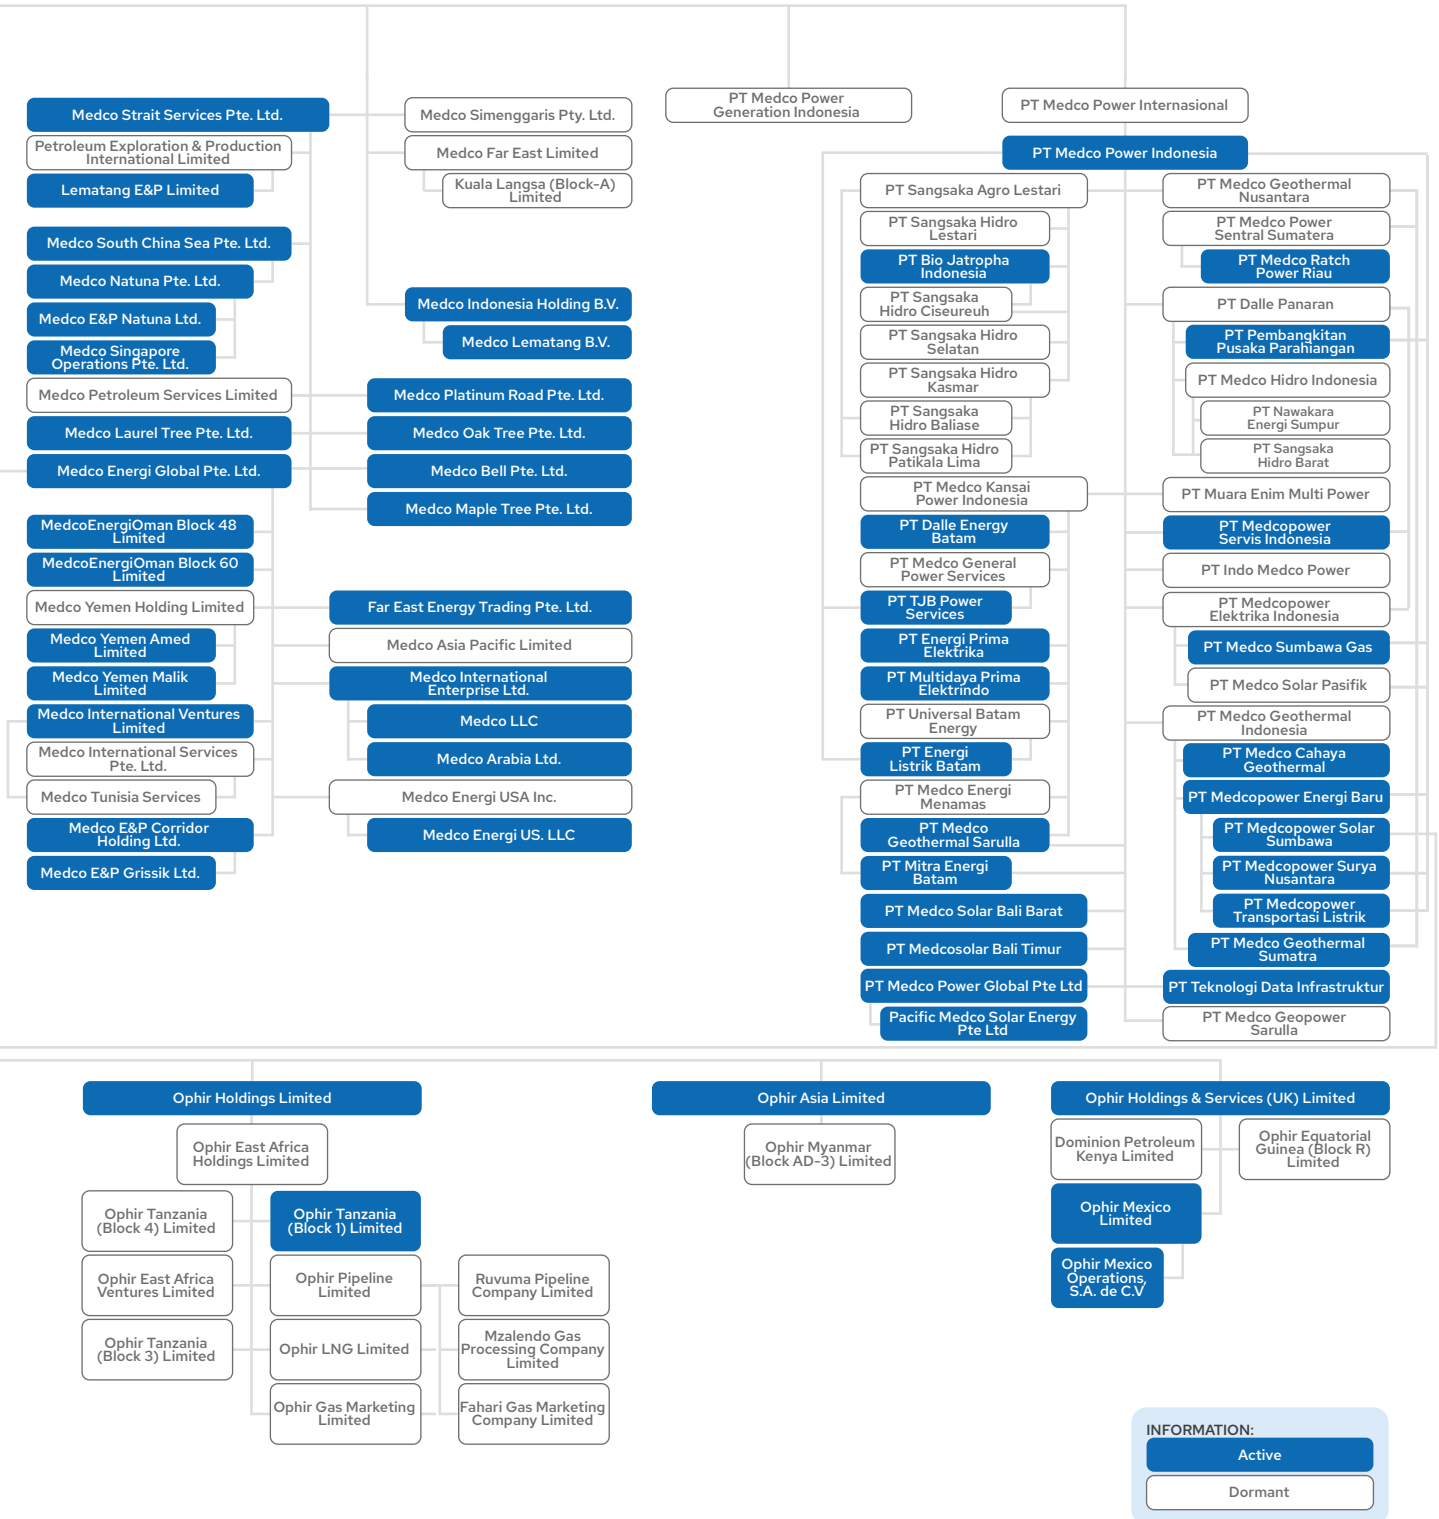 Medco Strait Services Pte. Ltd.
Petroleum Exploration & Production
International Limited
Lematang E&P Limited
Medco South China Sea Pte. Ltd.
Medco Natuna Pte. Ltd.
Medco E&P Natuna Ltd.
Medco Singapore
Operations Pte. Ltd.
Medco Petroleum Services Limited
Medco Laurel Tree Pte. Ltd.
Medco Energi Global Pte. Ltd.
MedcoEnergiOman Block 48
Limited
MedcoEnergiOman Block 60
Limited
Medco Yemen Holding Limited
Medco Yemen Amed
Limited
Medco Yemen Malik
Limited
Medco International Ventures
Limited
Medco International Services
Pte. Ltd.
Medco Tunisia Services
Medco E&P Corridor
Holding Ltd.
Medco E&P Grissik Ltd.
Medco Simenggaris Pty. Ltd.
Medco Far East Limited
Kuala Langsa (Block-A)
Limited
Medco Indonesia Holding B.V.
Medco Lematang B.V.
Medco Platinum Road Pte. Ltd.
Medco Oak Tree Pte. Ltd.
Medco Bell Pte. Ltd.
Medco Maple Tree Pte. Ltd.
Far East Energy Trading Pte. Ltd.
Medco Asia Pacific Limited
Medco International
Enterprise Ltd.
Medco LLC
Medco Arabia Ltd.
Medco Energi USA Inc.
Medco Energi US. LLC
PT Medco Power
Generation Indonesia
PT Medco Power Internasional
PT Medco Power Indonesia
PT Sangsaka Agro Lestari
PT Sangsaka Hidro
Lestari
PT Bio Jatropha
Indonesia
PT Sangsaka
Hidro Ciseureuh
PT Sangsaka Hidro
Selatan
PT Sangsaka Hidro
Kasmar
PT Sangsaka
Hidro Baliase
PT Sangsaka Hidro
Patikala Lima
PT Medco Kansai
Power Indonesia
PT Dalle Energy
Batam
PT Medco General
Power Services
PT TJB Power
Services
PT Energi Prima
Elektrika
PT Multidaya Prima
Elektrindo
PT Universal Batam
Energy
PT Energi
Listrik Batam
PT Medco Energi
Menamas
PT Medco
Geothermal Sarulla
PT Mitra Energi
Batam
PT Medco Solar Bali Barat
PT Medcosolar Bali Timur
PT Medco Power Global Pte Ltd
Pacific Medco Solar Energy
Pte Ltd
PT Medco Geothermal
Nusantara
PT Medco Power
Sentral Sumatera
PT Medco Ratch
Power Riau
PT Dalle Panaran
PT Pembangkitan
Pusaka Parahiangan
PT Medco Hidro Indonesia
PT Nawakara
Energi Sumpur
PT Sangsaka
Hidro Barat
PT Muara Enim Multi Power
PT Medcopower
Servis Indonesia
PT Indo Medco Power
PT Medcopower
Elektrika Indonesia
PT Medco Sumbawa Gas
PT Medco Solar Pasifik
PT Medco Geothermal
Indonesia
PT Medco Cahaya
Geothermal
PT Medcopower Energi Baru
PT Medcopower Solar
Sumbawa
PT Medcopower Surya
Nusantara
PT Medcopower
Transportasi Listrik
PT Medco Geothermal
Sumatra
PT Teknologi Data Infrastruktur
PT Medco Geopower
Sarulla
Ophir Holdings Limited
Ophir East Africa
Holdings Limited
Ophir Tanzania
(Block 4) Limited
Ophir Tanzania
(Block 1) Limited
Ophir East Africa
Ventures Limited
Ophir Pipeline
Limited
Ruvuma Pipeline
Company Limited
Ophir Tanzania
(Block 3) Limited
Ophir LNG Limited
Mzalendo Gas
Processing Company
Limited
Ophir Gas Marketing
Limited
Fahari Gas Marketing
Company Limited
Ophir Asia Limited
Ophir Myanmar
(Block AD-3) Limited
Ophir Holdings & Services (UK) Limited
Dominion Petroleum
Kenya Limited
Ophir Equatorial
Guinea (Block R)
Limited
Ophir Mexico
Limited
Ophir Mexico
Operations,
S.A. de C.V
INFORMATION:
Active
Dormant